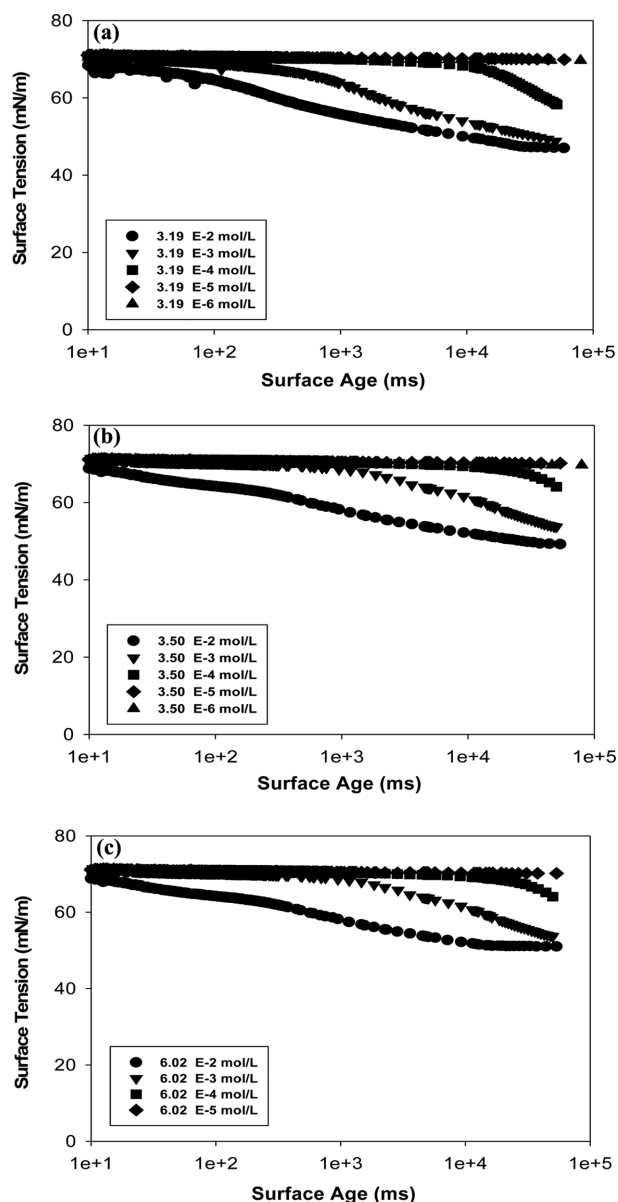 (a)
80
60
40
20
0
Surface Tension (mN/m)
3.19 E-2 mol/L
3.19 E-3 mol/L
3.19 E-4 mol/L
3.19 E-5 mol/L
3.19 E-6 mol/L
1e+1 1e+2 1e+3 1e+4 1e+5
Surface Age (ms)
(b)
80
60
40
20
0
Surface Tension (mN/m)
3.50 E-2 mol/L
3.50 E-3 mol/L
3.50 E-4 mol/L
3.50 E-5 mol/L
3.50 E-6 mol/L
1e+1 1e+2 1e+3 1e+4 1e+5
Surface Age (ms)
(c)
80
60
40
20
0
Surface Tension (mN/m)
6.02 E-2 mol/L
6.02 E-3 mol/L
6.02 E-4 mol/L
6.02 E-5 mol/L
1e+1 1e+2 1e+3 1e+4 1e+5
Surface Age (ms)